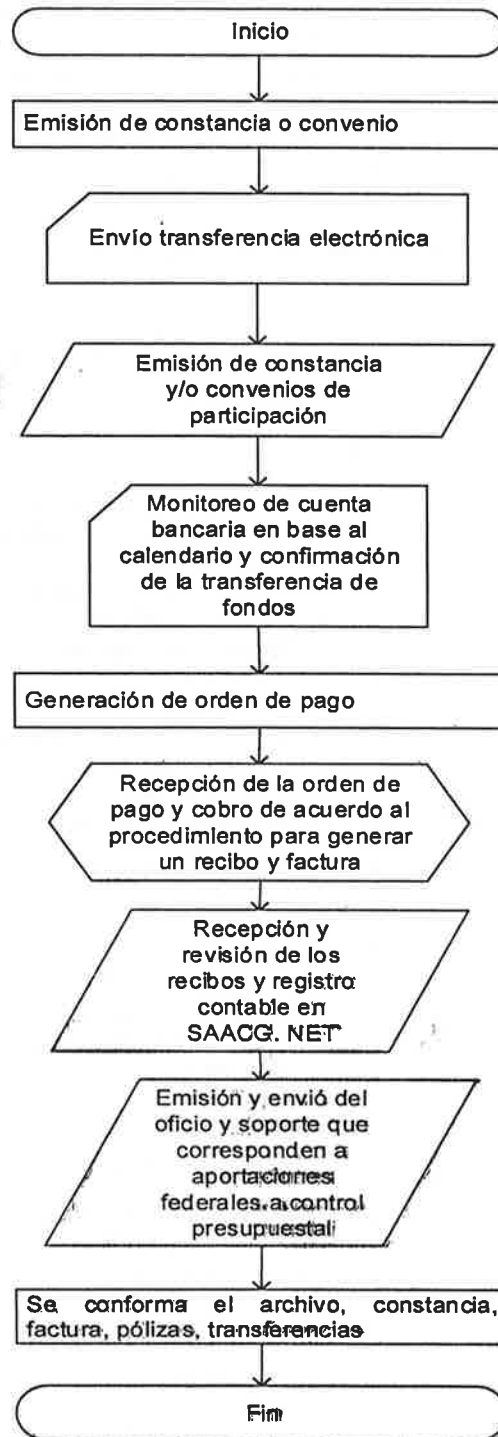 Inicio
Emisión de constancia o convenio
Envío transferencia electrónica
Emisión de constancia
y/o convenios de
participación
Monitoreo de cuenta
bancaria en base al
calendario y confirmación
de la transferencia de
fondos
Generación de orden de pago
Recepción de la orden de
pago y cobro de acuerdo al
procedimiento para generar
un recibo y factura
Recepción y
revisión de los
recibos y registro
contable en
SAACG. NET
Emisión y envió del
oficio y soporte que
corresponden a
aportaciones
federales a control
presupuestal
Se conforma el archivo, constancia,
factura, pólizas, transferencias
Fin